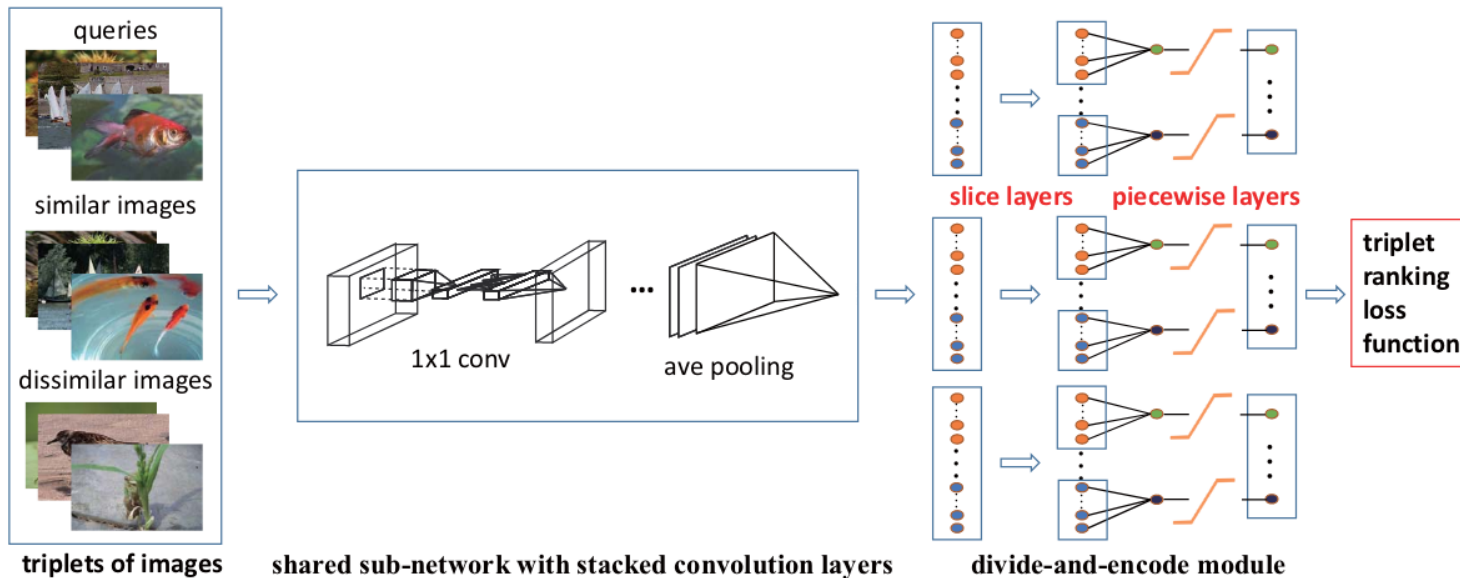 queries
similar images
dissimilar images
triplets of images
1x1 conv
...
ave pooling
shared sub-network with stacked convolution layers
slice layers
piecewise layers
divide-and-encode module
triplet
ranking
loss
function